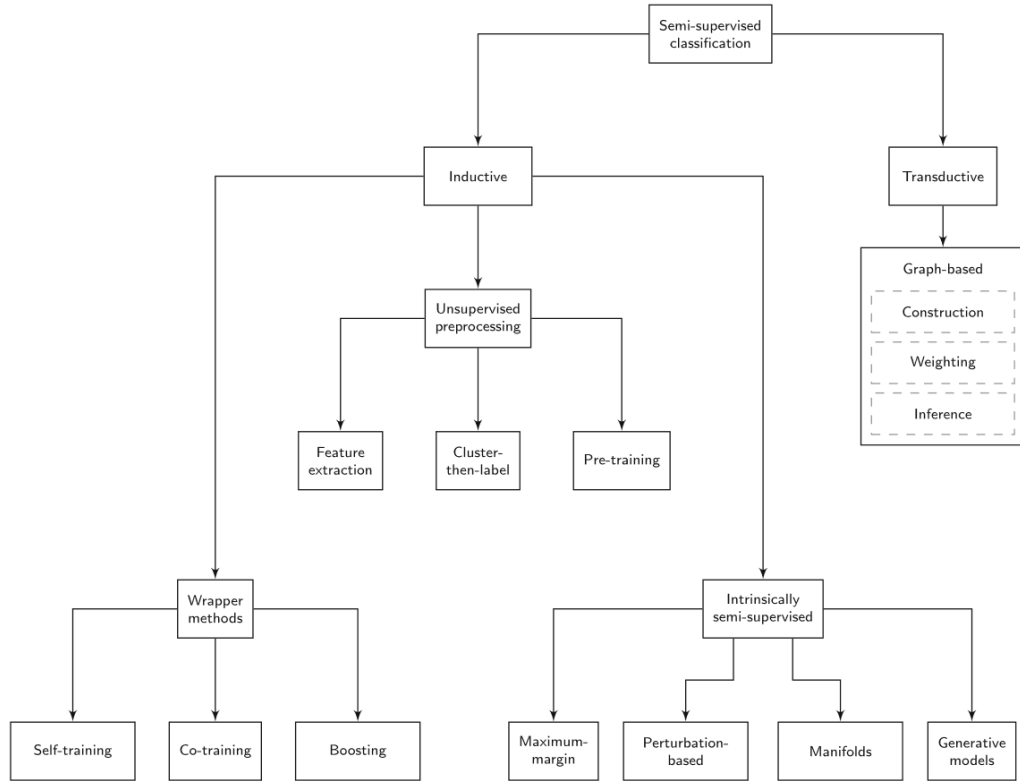 Semi-supervised
classification
Inductive
Transductive
Graph-based
Construction
Weighting
Inference
Unsupervised
preprocessing
Feature
extraction
Cluster-
then-label
Pre-training
Wrapper
methods
Intrinsically
semi-supervised
Self-training
Co-training
Boosting
Maximum-
margin
Perturbation-
based
Manifolds
Generative
models